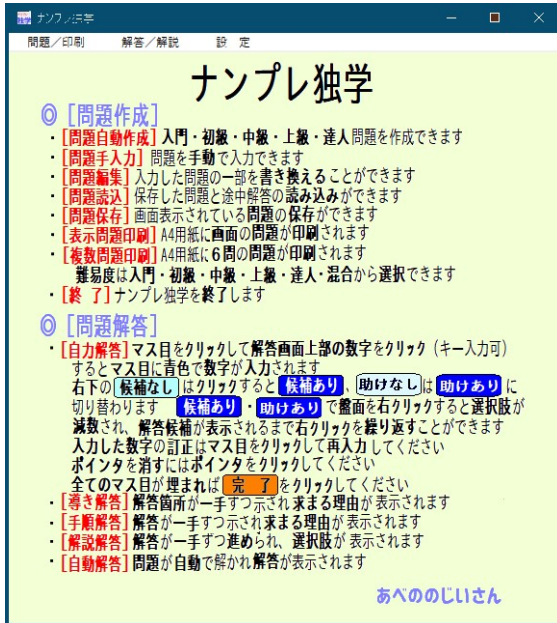 ナンプレ独学
問題／印刷 解答／解説 設 定
ナンプレ独学
◎［問題作成］
・［問題自動作成］入門・初級・中級・上級・達人問題を作成できます
・［問題手入力］問題を手動で入力できます
・［問題編集］入力した問題の一部を書き換えることができます
・［問題読込］保存した問題と途中解答の読み込みができます
・［問題保存］画面表示されている問題の保存ができます
・［表示問題印刷］A4用紙に画面の問題が印刷されます
・［複数問題印刷］A4用紙に6問の問題が印刷されます
難易度は入門・初級・中級・上級・達人・混合から選択できます
・［終 了］ナンプレ独学を終了します
◎［問題解答］
・［自力解答］マス目をクリックして解答画面上部の数字をクリック（キー入力可）
するとマス目に青色で数字が入力されます
右下の 候補なし はクリックすると 候補あり 、 助けなし は 助けあり に
切り替わります 候補あり ・ 助けあり で盤面を右クリックすると選択肢が
減数され、解答候補が表示されるまで右クリックを繰り返すことができます
入力した数字の訂正はマス目をクリックして再入力してください
ポインタを消すにはポインタをクリックしてください
全てのマス目が埋まれば 完 了 をクリックしてください
・［導き解答］解答箇所が一手ずつ示され求まる理由が表示されます
・［手順解答］解答が一手ずつ示され求まる理由が表示されます
・［解説解答］解答が一手ずつ進められ、選択肢が表示されます
・［自動解答］問題が自動で解かれ解答が表示されます
あべののじいさん